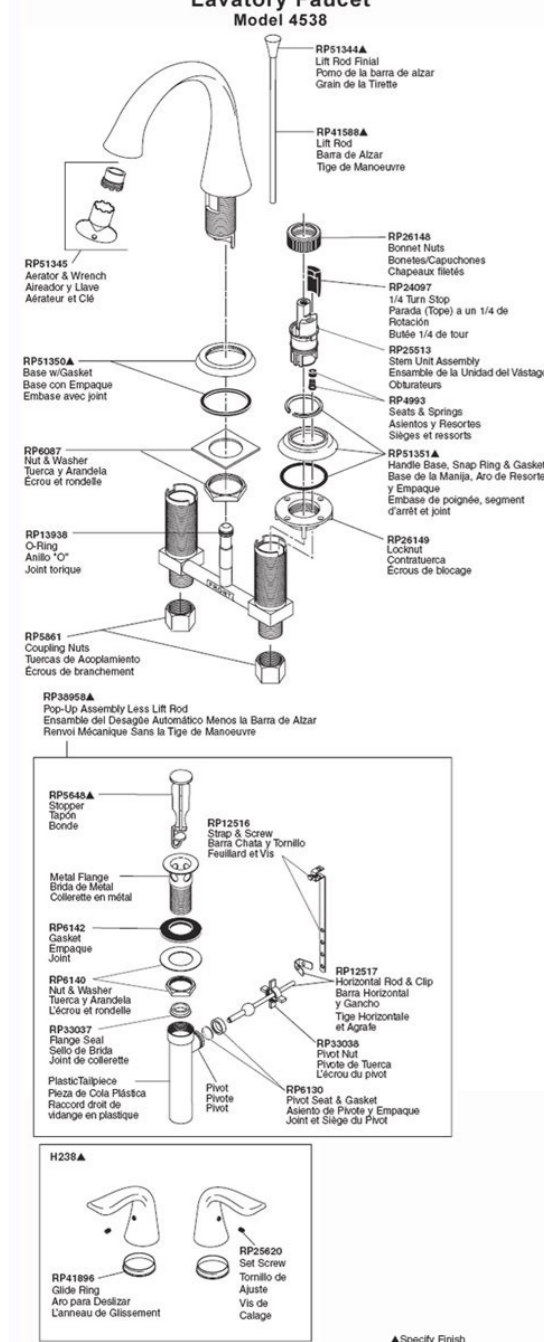 Lavatory Faucet
Model 4538
RP51344▲
Lift Rod Finial
Pomo de la barra de alzar
Grain de la Tirette
RP41588▲
Lift Rod
Barra de Alzar
Tige de Manoeuvre
RP51345
Aerator & Wrench
Aireador y Llave
Aérateur et Clé
RP26148
Bonnet Nuts
Bonetes/Capuchones
Chapeaux filetés
RP24097
1/4 Turn Stop
Parada (Tope) a un 1/4 de
Rotación
Butée 1/4 de tour
RP25513
Stem Unit Assembly
Ensamble de la Unidad del Vástago
Obturateurs
RP4993
Seats & Springs
Asientos y Resortes
Sièges et ressorts
RP51350▲
Base w/Gasket
Base con Empaque
Embase avec joint
RP51351▲
Handle Base, Snap Ring & Gasket
Base de la Manija, Aro de Resorte
y Empaque
Embase de poignée, segment
d'arrêt et joint
RP6087
Nut & Washer
Tuerca y Arandela
Écrou et rondelle
RP26149
Locknut
Contratuerca
Écrous de blocage
RP13938
O-Ring
Anillo "O"
Joint torique
FRONT
RP5861
Coupling Nuts
Tuercas de Acoplamiento
Écrous de branchement
RP38958▲
Pop-Up Assembly Less Lift Rod
Ensamble del Desagüe Automático Menos la Barra de Alzar
Renvoi Mécanique Sans la Tige de Manoeuvre
RP5648▲
Stopper
Tapón
Bonde
RP12516
Strap & Screw
Barra Chata y Tornillo
Feuillard et Vis
Metal Flange
Brida de Metal
Collerette en métal
RP6142
Gasket
Empaque
Joint
RP6140
Nut & Washer
Tuerca y Arandela
L'écrou et rondelle
RP12517
Horizontal Rod & Clip
Barra Horizontal
y Gancho
Tige Horizontale
et Agrafe
RP33037
Flange Seal
Sello de Brida
Joint de collerette
RP33038
Pivot Nut
Pivote de Tuerca
L'écrou du pivot
PlasticTailpiece
Pieza de Cola Plástica
Raccord droit de
vidange en plastique
Pivot
Pivote
Pivot
RP6130
Pivot Seat & Gasket
Asiento de Pivote y Empaque
Joint et Siège du Pivot
H238▲
RP41896
Glide Ring
Aro para Deslizar
L'anneau de Glissement
RP25620
Set Screw
Tornillo de
Ajuste
Vis de
Calage
▲Specify Finish